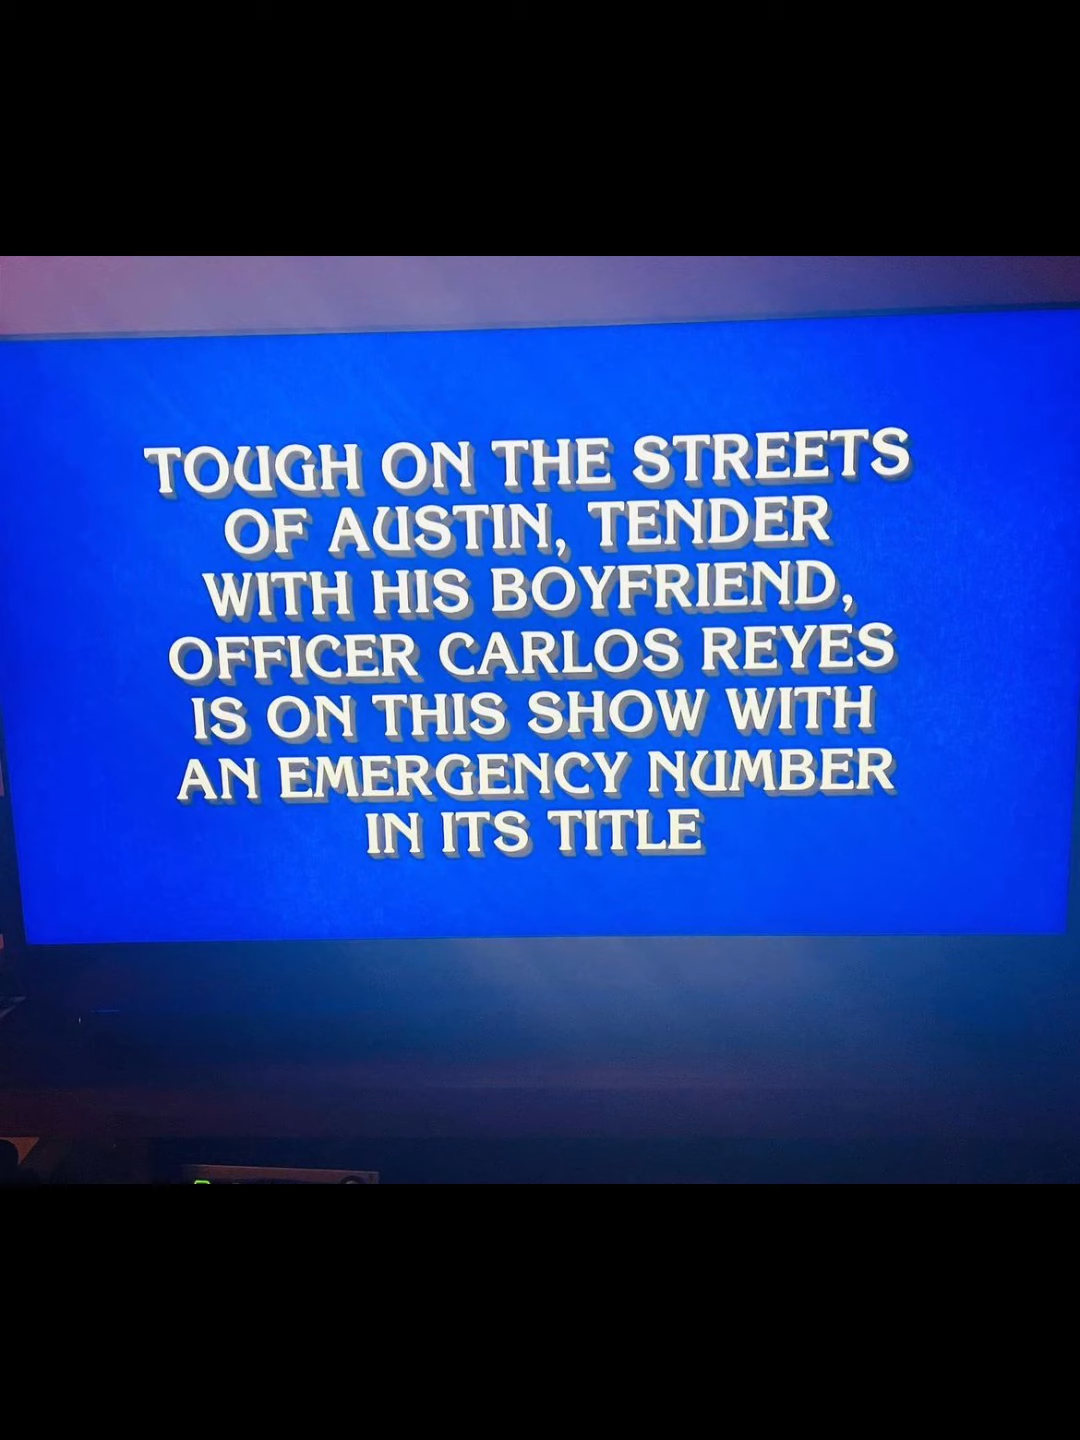 TOUGH ON THE STREETS
OF AUSTIN, TENDER
WITH HIS BOYFRIEND,
OFFICER CARLOS REYES
IS ON THIS SHOW WITH
AN EMERGENCY NUMBER
IN ITS TITLE